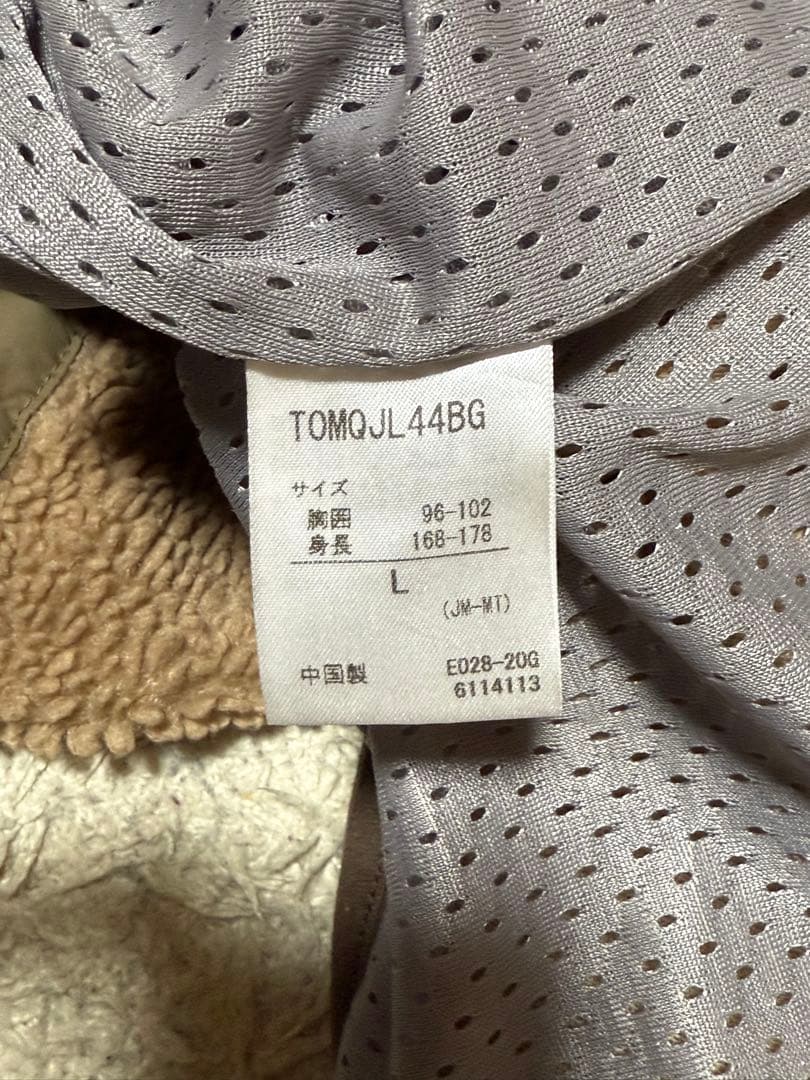 TOMQJL44BG
サイズ
胸囲 96-102
身長 168-178
L
(JM-MT)
中国製 E028-20G
6114113